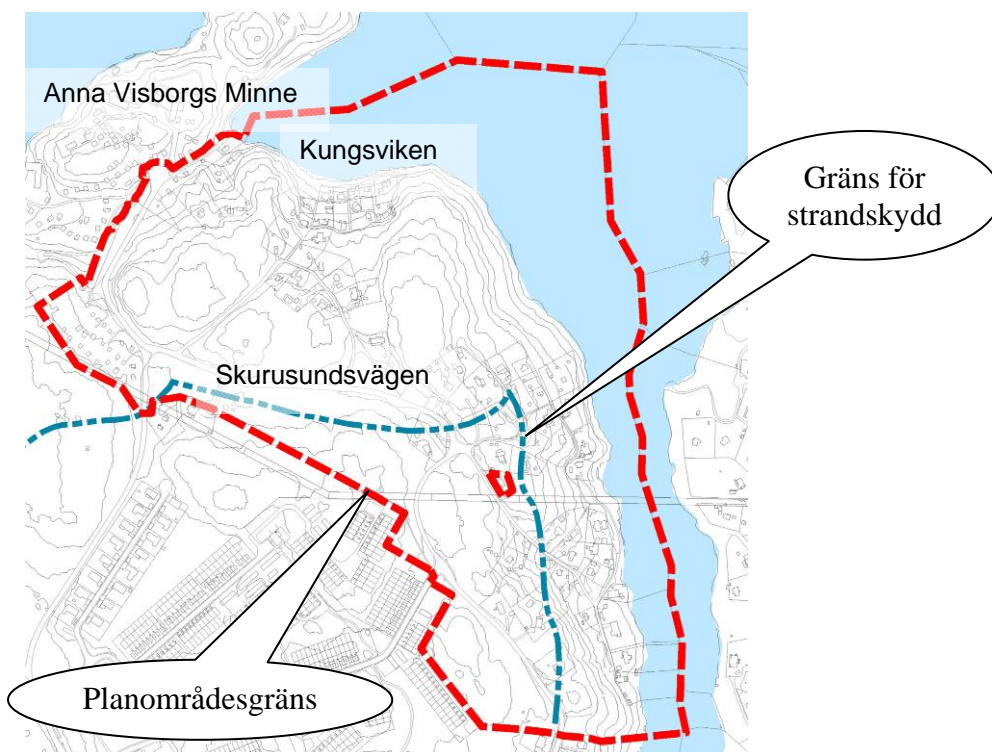 Anna Visborgs Minne
Kungsviken
Gräns för
strandskydd
Skurusundsvägen
Planområdesgräns